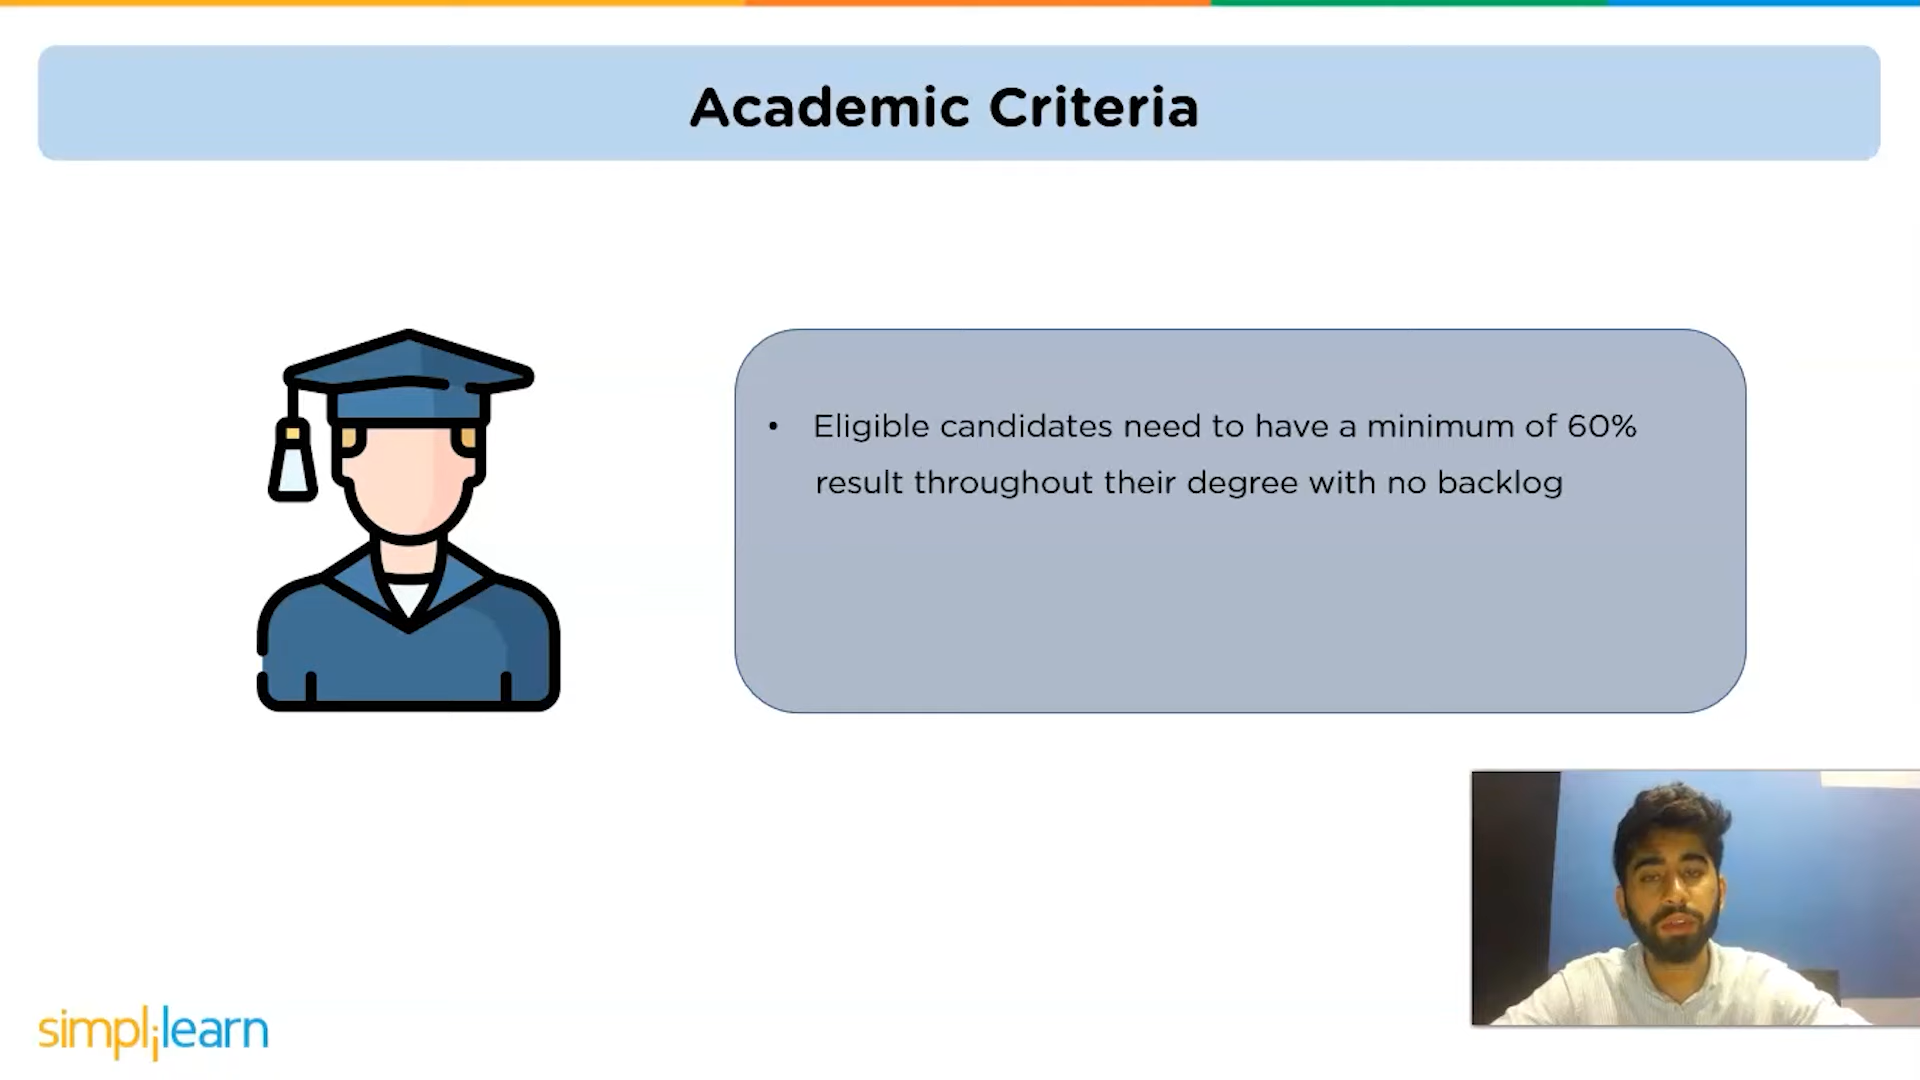 Academic Criteria
• Eligible candidates need to have a minimum of 60%
result throughout their degree with no backlog
simplilearn